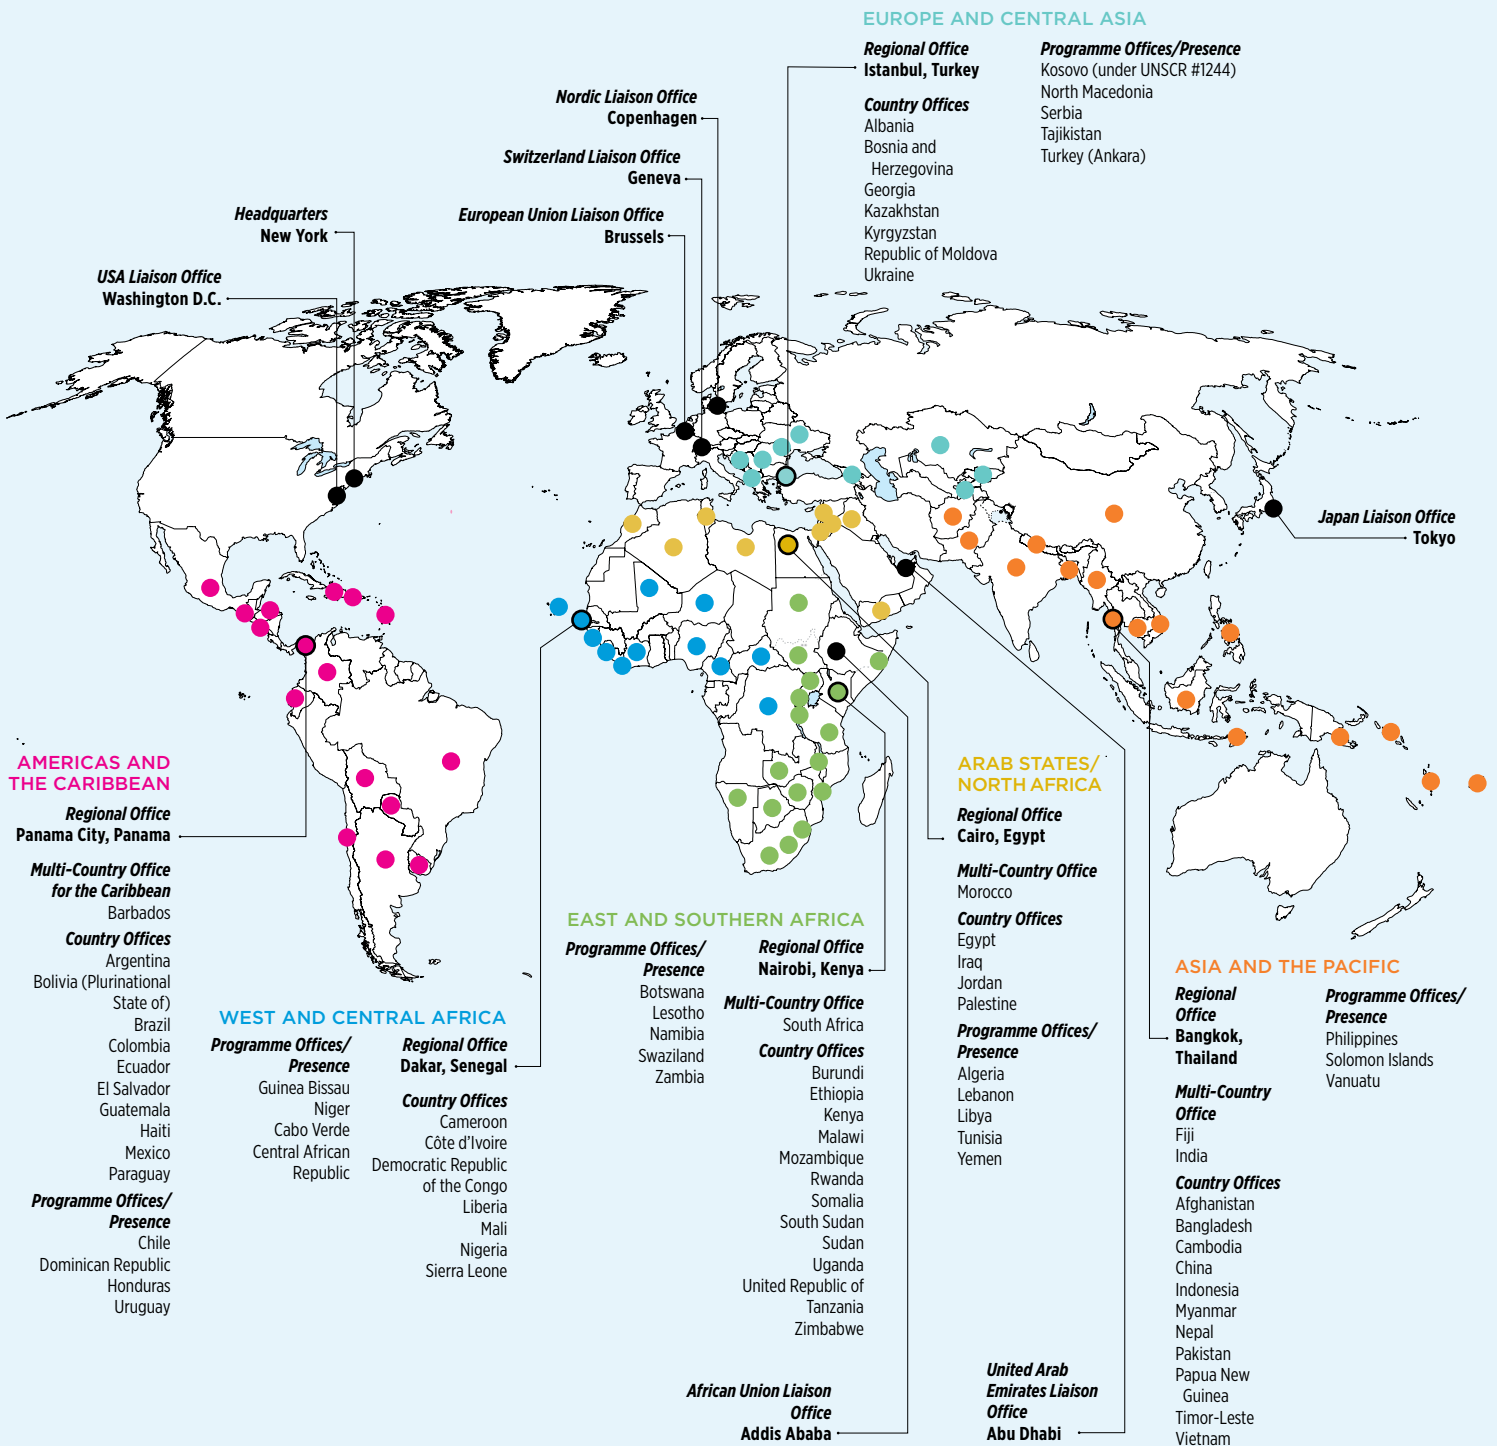 EUROPE AND CENTRAL ASIA
Regional Office
Istanbul, Turkey
Country Offices
Albania
Bosnia and
Herzegovina
Georgia
Kazakhstan
Kyrgyzstan
Republic of Moldova
Ukraine
Programme Offices/Presence
Kosovo (under UNSCR #1244)
North Macedonia
Serbia
Tajikistan
Turkey (Ankara)
Nordic Liaison Office
Copenhagen
Switzerland Liaison Office
Geneva
European Union Liaison Office
Brussels
Headquarters
New York
USA Liaison Office
Washington D.C.
Japan Liaison Office
Tokyo
AMERICAS AND
THE CARIBBEAN
Regional Office
Panama City, Panama
Multi-Country Office
for the Caribbean
Barbados
Country Offices
Argentina
Bolivia (Plurinational
State of)
Brazil
Colombia
Ecuador
El Salvador
Guatemala
Haiti
Mexico
Paraguay
Programme Offices/
Presence
Chile
Dominican Republic
Honduras
Uruguay
WEST AND CENTRAL AFRICA
Programme Offices/
Presence
Guinea Bissau
Niger
Cabo Verde
Central African
Republic
Regional Office
Dakar, Senegal
Country Offices
Cameroon
Côte d'Ivoire
Democratic Republic
of the Congo
Liberia
Mali
Nigeria
Sierra Leone
EAST AND SOUTHERN AFRICA
Programme Offices/
Presence
Botswana
Lesotho
Namibia
Swaziland
Zambia
Regional Office
Nairobi, Kenya
Multi-Country Office
South Africa
Country Offices
Burundi
Ethiopia
Kenya
Malawi
Mozambique
Rwanda
Somalia
South Sudan
Sudan
Uganda
United Republic of
Tanzania
Zimbabwe
African Union Liaison
Office
Addis Ababa
ARAB STATES/
NORTH AFRICA
Regional Office
Cairo, Egypt
Multi-Country Office
Morocco
Country Offices
Egypt
Iraq
Jordan
Palestine
Programme Offices/
Presence
Algeria
Lebanon
Libya
Tunisia
Yemen
United Arab
Emirates Liaison
Office
Abu Dhabi
ASIA AND THE PACIFIC
Regional
Office
Bangkok,
Thailand
Multi-Country
Office
Fiji
India
Country Offices
Afghanistan
Bangladesh
Cambodia
China
Indonesia
Myanmar
Nepal
Pakistan
Papua New
Guinea
Timor-Leste
Vietnam
Programme Offices/
Presence
Philippines
Solomon Islands
Vanuatu